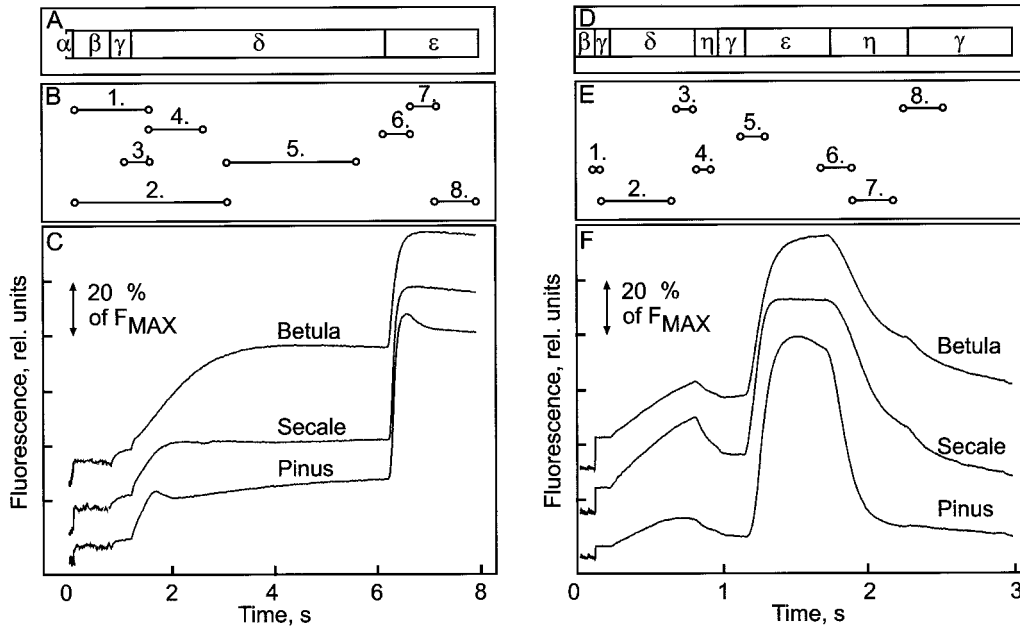 A
α β γ δ ε
B
1.
7.
4.
6.
3.
5.
2.
8.
C
20 %
of FMAX
Betula
Secale
Pinus
Fluorescence, rel. units
0 2 4 6 8
Time, s
D
β γ δ η γ ε η γ
E
3.
8.
5.
1.
4.
6.
2.
7.
F
20 %
of FMAX
Betula
Secale
Pinus
Fluorescence, rel. units
0 1 2 3
Time, s